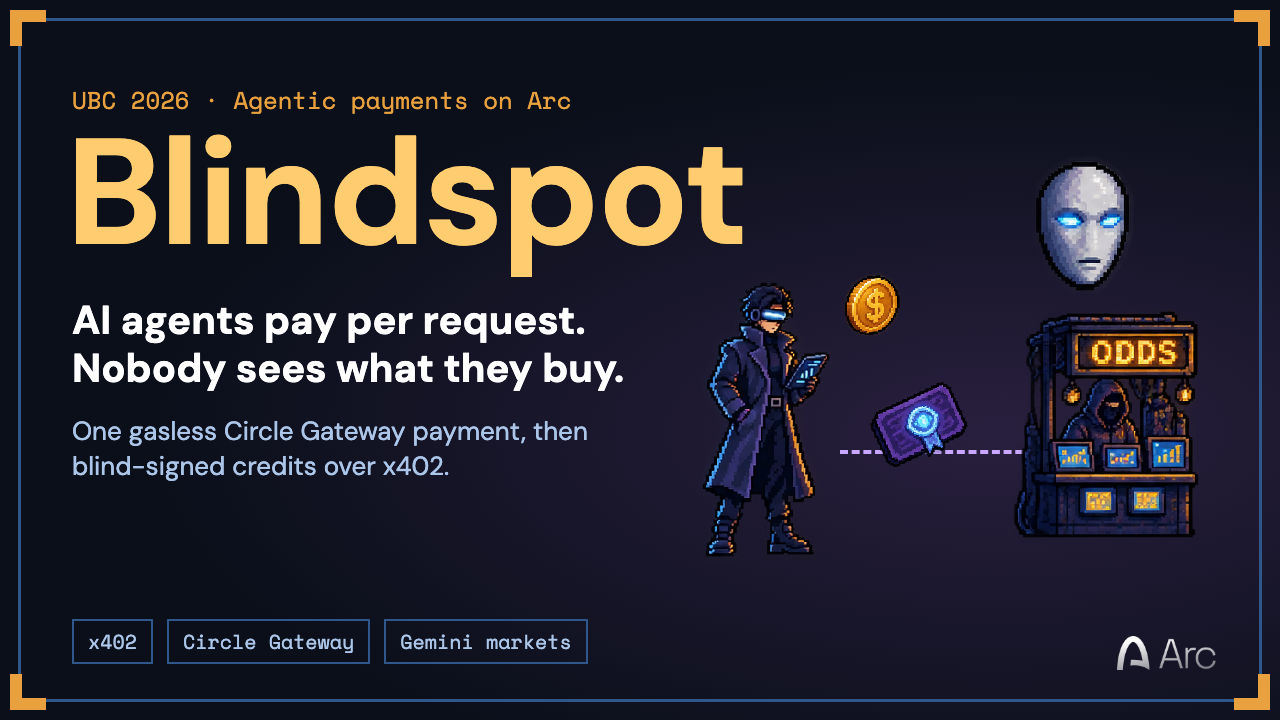 UBC 2026 · Agentic payments on Arc
Blindspot
AI agents pay per request.
Nobody sees what they buy.
One gasless Circle Gateway payment, then
blind-signed credits over x402.
$
ODDS
x402
Circle Gateway
Gemini markets
Arc